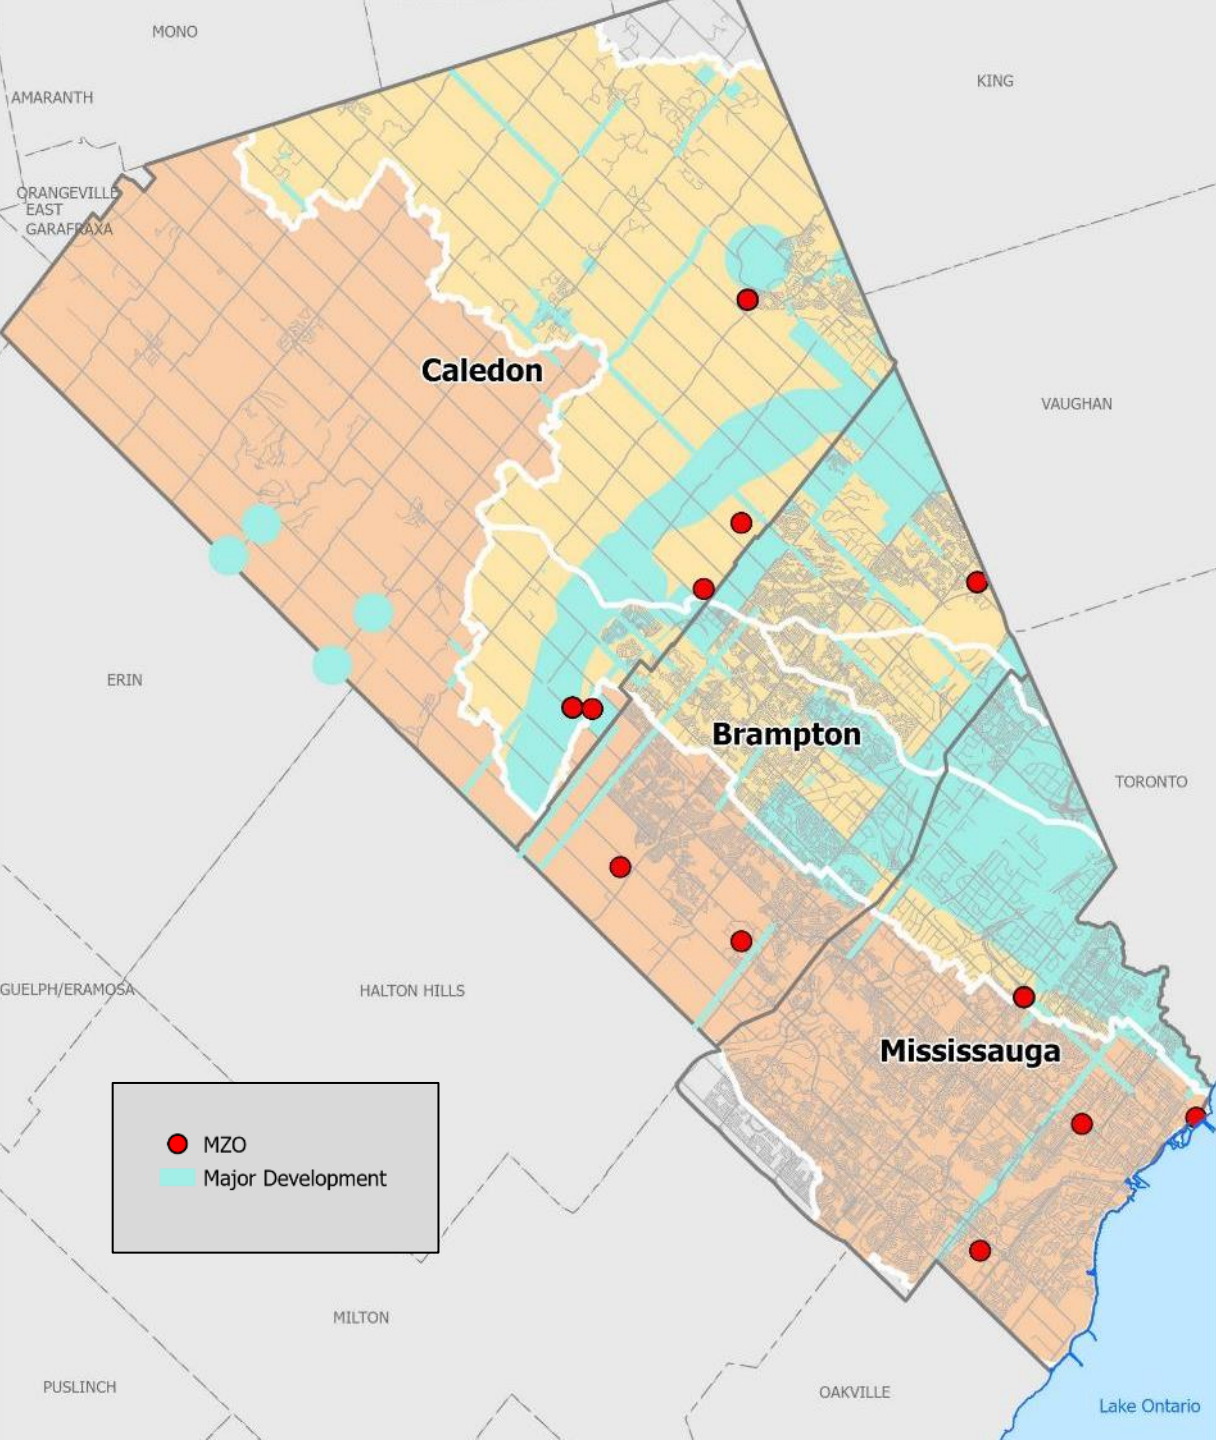 MONO
KING
AMARANTH
ORANGEVILLE
EAST
GARAFRAXA
Caledon
VAUGHAN
ERIN
Brampton
TORONTO
GUELPH/ERAMOSA
HALTON HILLS
Mississauga
MZO
Major Development
MILTON
PUSLINCH
OAKVILLE
Lake Ontario